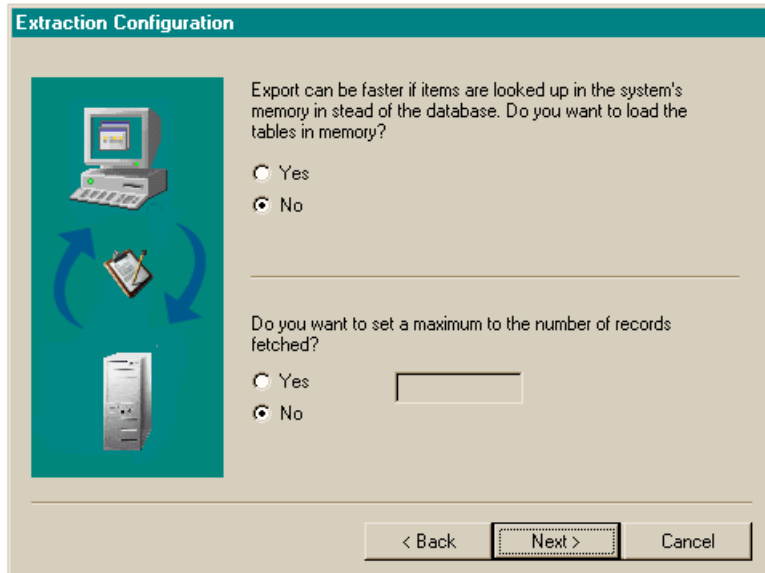 Extraction Configuration
Export can be faster if items are looked up in the system's
memory in stead of the database. Do you want to load the
tables in memory?
Yes
No
Do you want to set a maximum to the number of records
fetched?
Yes
No
< Back Next > Cancel